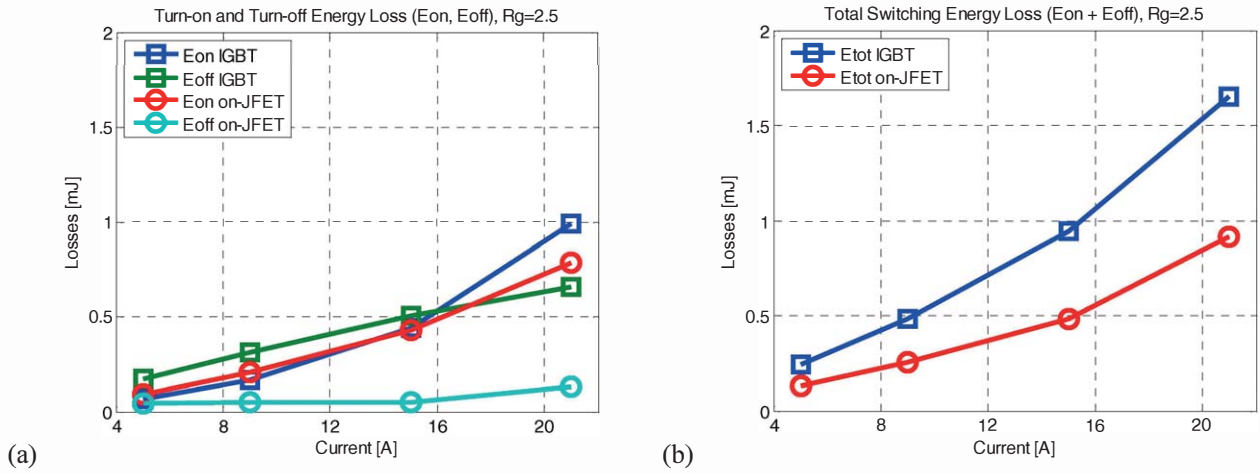 Turn-on and Turn-off Energy Loss (Eon, Eoff), Rg=2.5
2
1.5
1
0.5
0
Losses [mJ]
Eon IGBT
Eoff IGBT
Eon on-JFET
Eoff on-JFET
4
8
12
16
20
Current [A]
(a)
Total Switching Energy Loss (Eon + Eoff), Rg=2.5
2
1.5
1
0.5
0
Losses [mJ]
Etot IGBT
Etot on-JFET
4
8
12
16
20
Current [A]
(b)